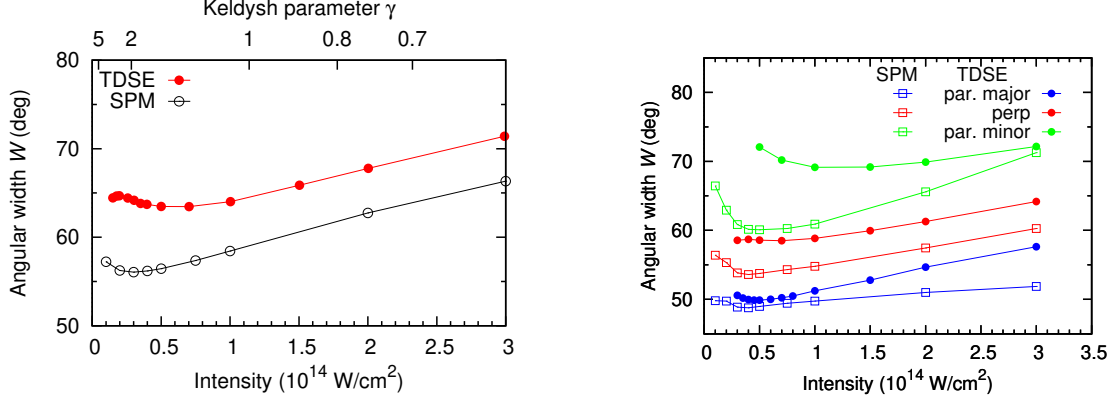 Keldysh parameter γ
5 2 1 0.8 0.7
80
70
60
50
Angular width W (deg)
TDSE
SPM
0 0.5 1 1.5 2 2.5 3
Intensity (10^14 W/cm^2)
80
70
60
50
Angular width W (deg)
SPM TDSE
par. major
perp
par. minor
0 0.5 1 1.5 2 2.5 3 3.5
Intensity (10^14 W/cm^2)